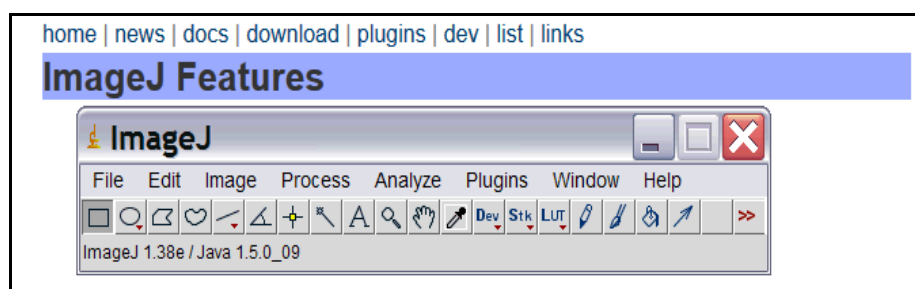 home | news | docs | download | plugins | dev | list | links
ImageJ Features
ImageJ
File Edit Image Process Analyze Plugins Window Help
A Dev Stk LUT >>
ImageJ 1.38e / Java 1.5.0_09